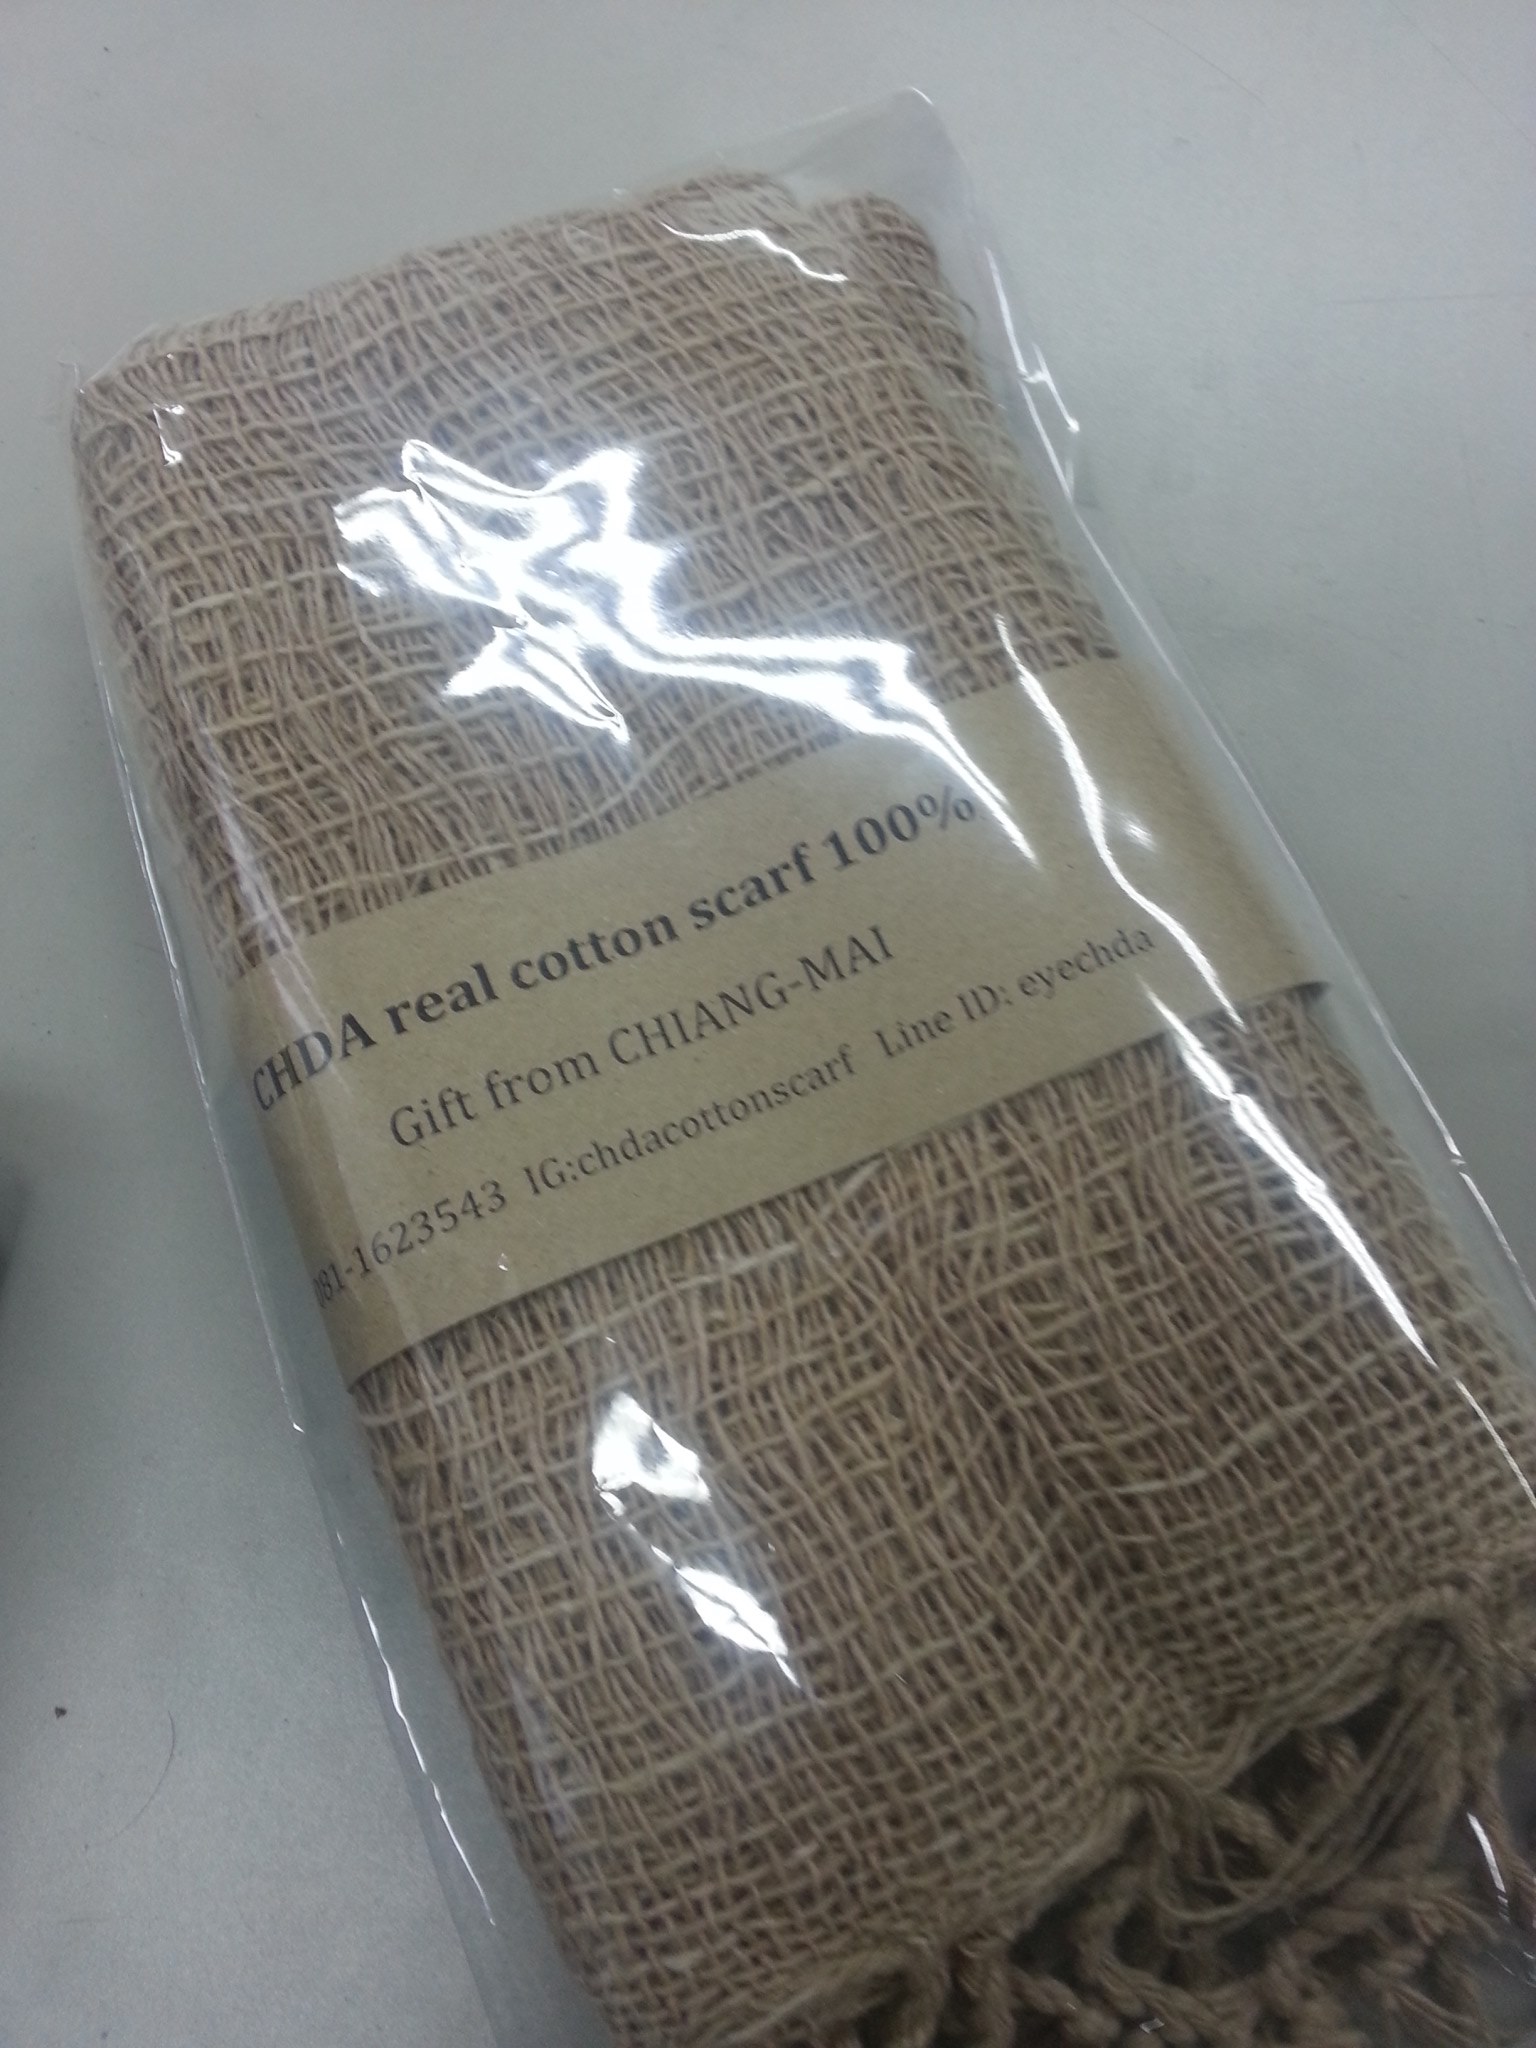 CHDA real cotton scarf 100%
Gift from CHIANG-MAI
081-1623543 IG:chdacottonscarf Line ID: eyechda